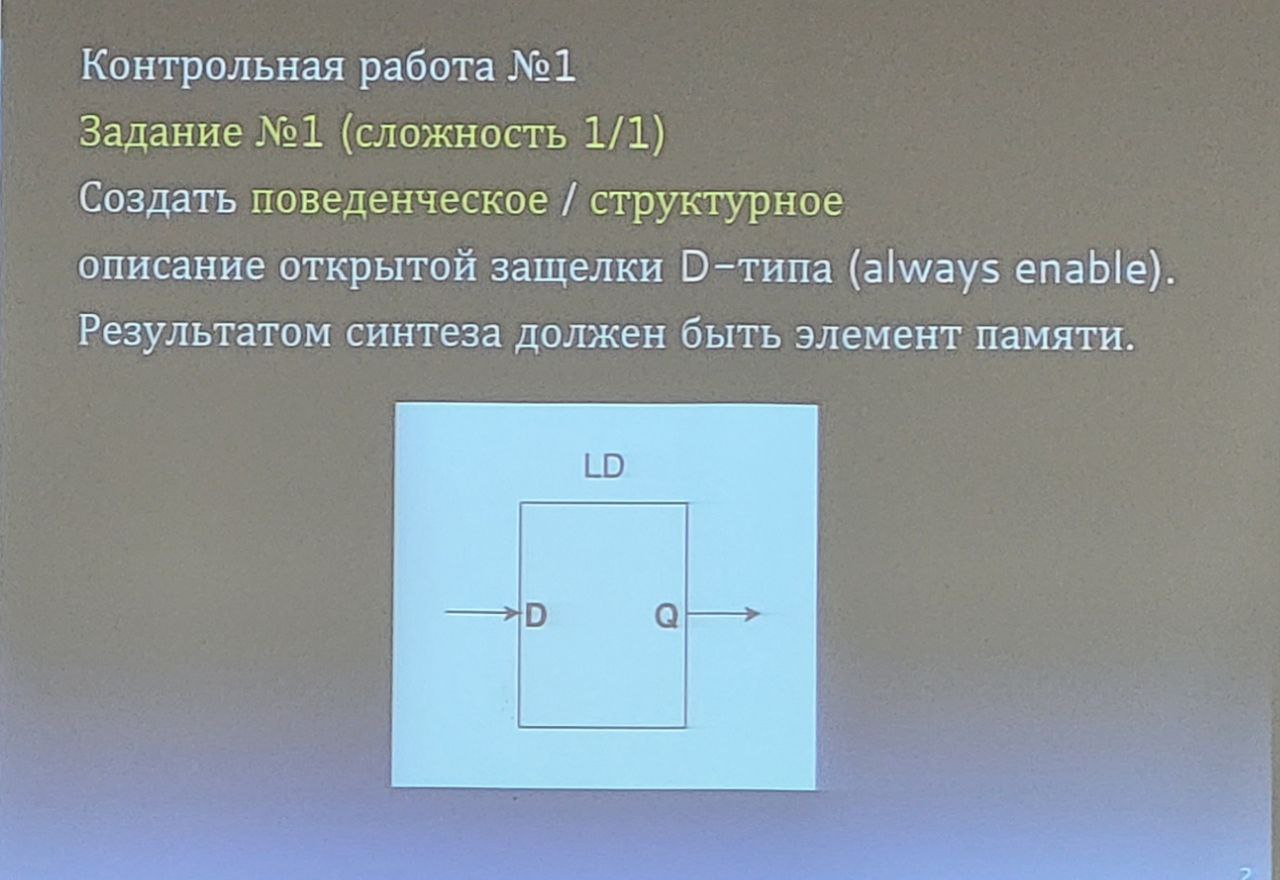 Контрольная работа №1
Задание №1 (сложность 1/1)
Создать поведенческое / структурное
описание открытой защелки D-типа (always enable).
Результатом синтеза должен быть элемент памяти.
LD
D Q
2